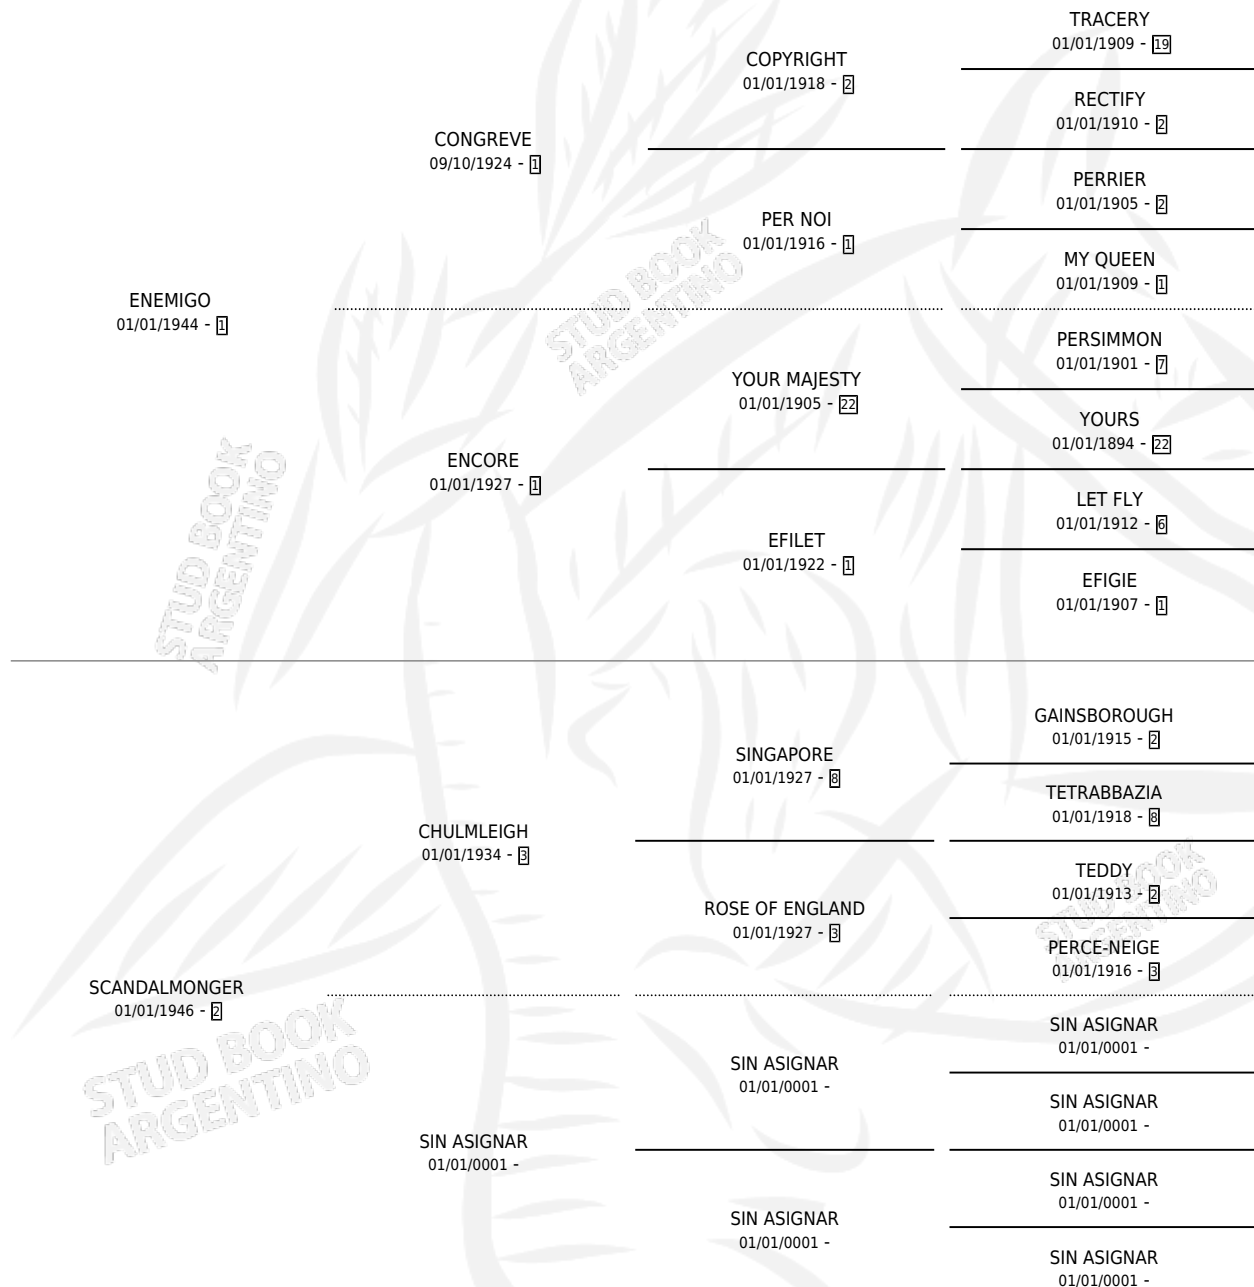 TRACERY
01/01/1909 - 19
COPYRIGHT
01/01/1918 - 2
RECTIFY
01/01/1910 - 2
CONGREVE
09/10/1924 - 1
PERRIER
01/01/1905 - 2
PER NOI
01/01/1916 - 1
MY QUEEN
01/01/1909 - 1
ENEMIGO
01/01/1944 - 1
PERSIMMON
01/01/1901 - 7
YOUR MAJESTY
01/01/1905 - 22
YOURS
01/01/1894 - 22
ENCORE
01/01/1927 - 1
LET FLY
01/01/1912 - 6
EFILET
01/01/1922 - 1
EFIGIE
01/01/1907 - 1
STUD BOOK
ARGENTINO
STUD BOOK
ARGENTINO
GAINSBOROUGH
01/01/1915 - 2
SINGAPORE
01/01/1927 - 8
TETRABBAZIA
01/01/1918 - 8
CHULMLEIGH
01/01/1934 - 3
TEDDY
01/01/1913 - 2
ROSE OF ENGLAND
01/01/1927 - 3
PERCE-NEIGE
01/01/1916 - 3
STUD BOOK
ARGENTINO
SCANDALMONGER
01/01/1946 - 2
STUD BOOK
ARGENTINO
SIN ASIGNAR
01/01/0001 -
SIN ASIGNAR
01/01/0001 -
SIN ASIGNAR
01/01/0001 -
SIN ASIGNAR
01/01/0001 -
SIN ASIGNAR
01/01/0001 -
SIN ASIGNAR
01/01/0001 -
SIN ASIGNAR
01/01/0001 -